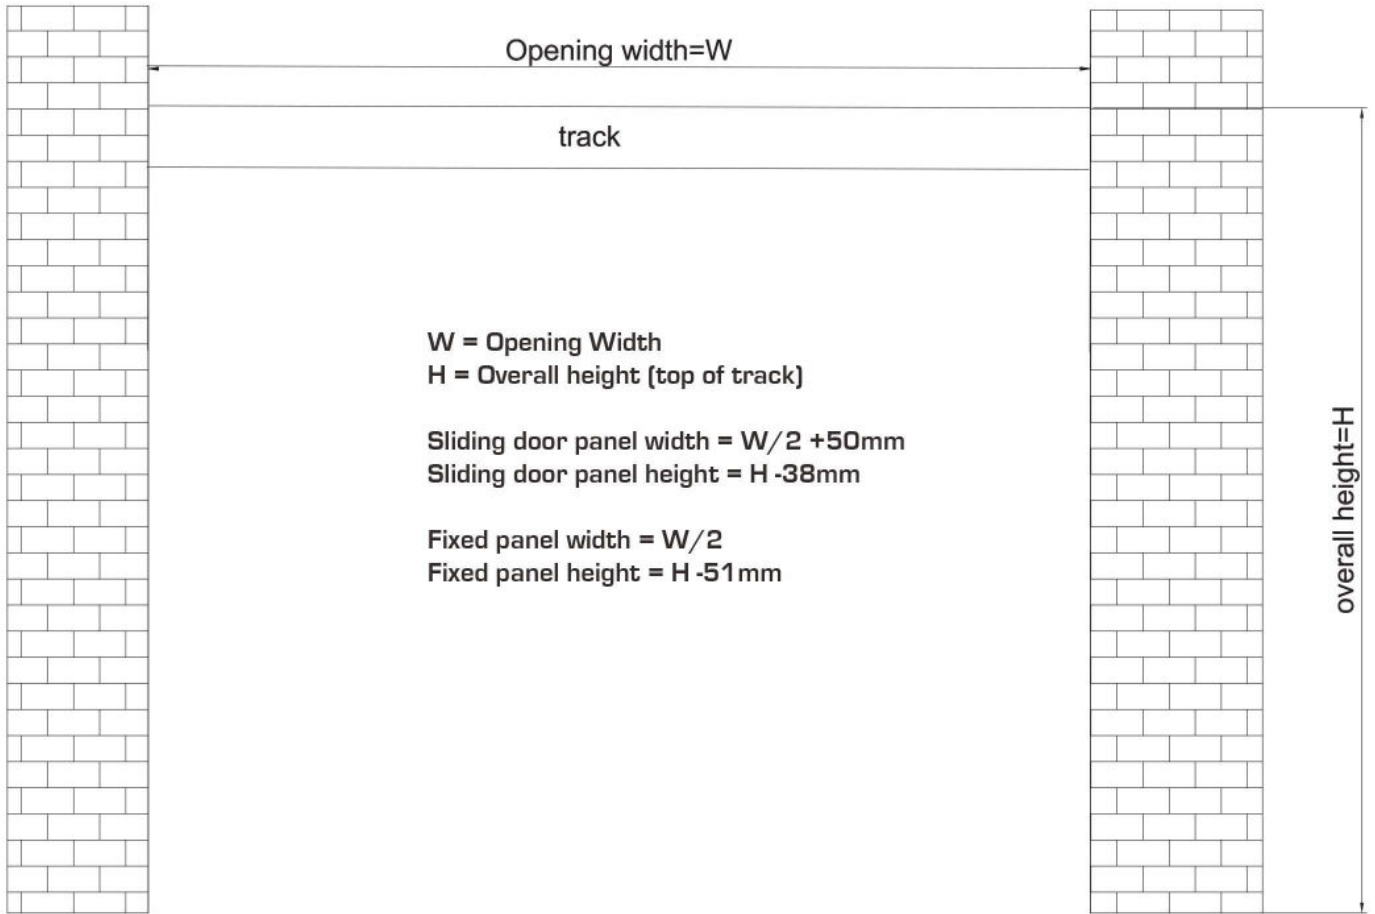 Opening width=W
track
W = Opening Width
H = Overall height (top of track)
Sliding door panel width = W/2 +50mm
Sliding door panel height = H -38mm
Fixed panel width = W/2
Fixed panel height = H -51mm
overall height=H